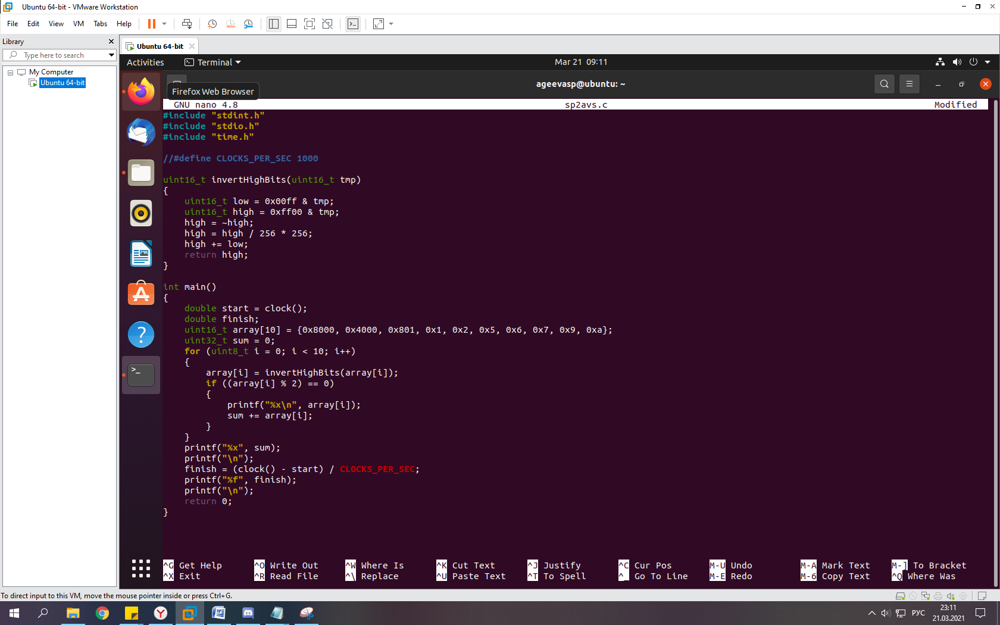 Ubuntu 64-bit - VMware Workstation
File Edit View VM Tabs Help
Library
Type here to search
My Computer
Ubuntu 64-bit
Ubuntu 64-bit
Activities Terminal Mar 21 09:11
ageevasp@ubuntu: ~
Firefox Web Browser
GNU nano 4.8 sp2avs.c Modified
#include "stdint.h"
#include "stdio.h"
#include "time.h"
//#define CLOCKS_PER_SEC 1000
uint16_t invertHighBits(uint16_t tmp)
{
    uint16_t low = 0x00ff & tmp;
    uint16_t high = 0xff00 & tmp;
    high = ~high;
    high = high / 256 * 256;
    high += low;
    return high;
}
int main()
{
    double start = clock();
    double finish;
    uint16_t array[10] = {0x8000, 0x4000, 0x801, 0x1, 0x2, 0x5, 0x6, 0x7, 0x9, 0xa};
    uint32_t sum = 0;
    for (uint8_t i = 0; i < 10; i++)
    {
        array[i] = invertHighBits(array[i]);
        if ((array[i] % 2) == 0)
        {
            printf("%x\n", array[i]);
            sum += array[i];
        }
    }
    printf("%x", sum);
    printf("\n");
    finish = (clock() - start) / CLOCKS_PER_SEC;
    printf("%f", finish);
    printf("\n");
    return 0;
}
^G Get Help ^O Write Out ^W Where Is ^K Cut Text ^J Justify ^C Cur Pos M-U Undo M-A Mark Text M-] To Bracket
^X Exit ^R Read File ^\ Replace ^U Paste Text ^T To Spell ^_ Go To Line M-E Redo M-6 Copy Text ^Q Where Was
To direct input to this VM, move the mouse pointer inside or press Ctrl+G.
РУС
23:11
21.03.2021